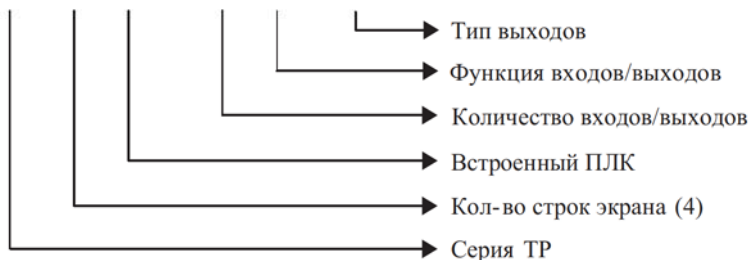 Тип выходов
Функция входов/выходов
Количество входов/выходов
Встроенный ПЛК
Кол-во строк экрана (4)
Серия TP